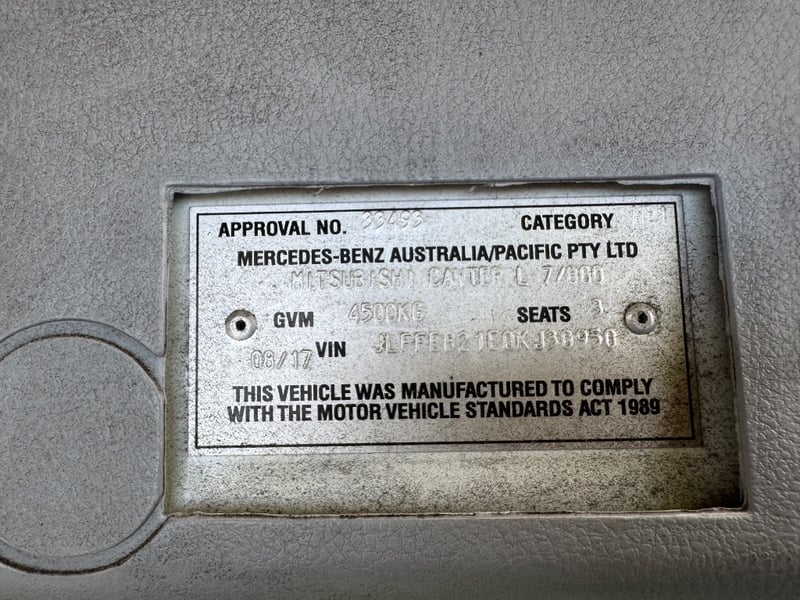 APPROVAL NO. 33493 CATEGORY
MERCEDES-BENZ AUSTRALIA/PACIFIC PTY LTD
MITSUBISHI CANTER L 7/800
GVM 4500KG SEATS 3
08/17 VIN
THIS VEHICLE WAS MANUFACTURED TO COMPLY
WITH THE MOTOR VEHICLE STANDARDS ACT 1989